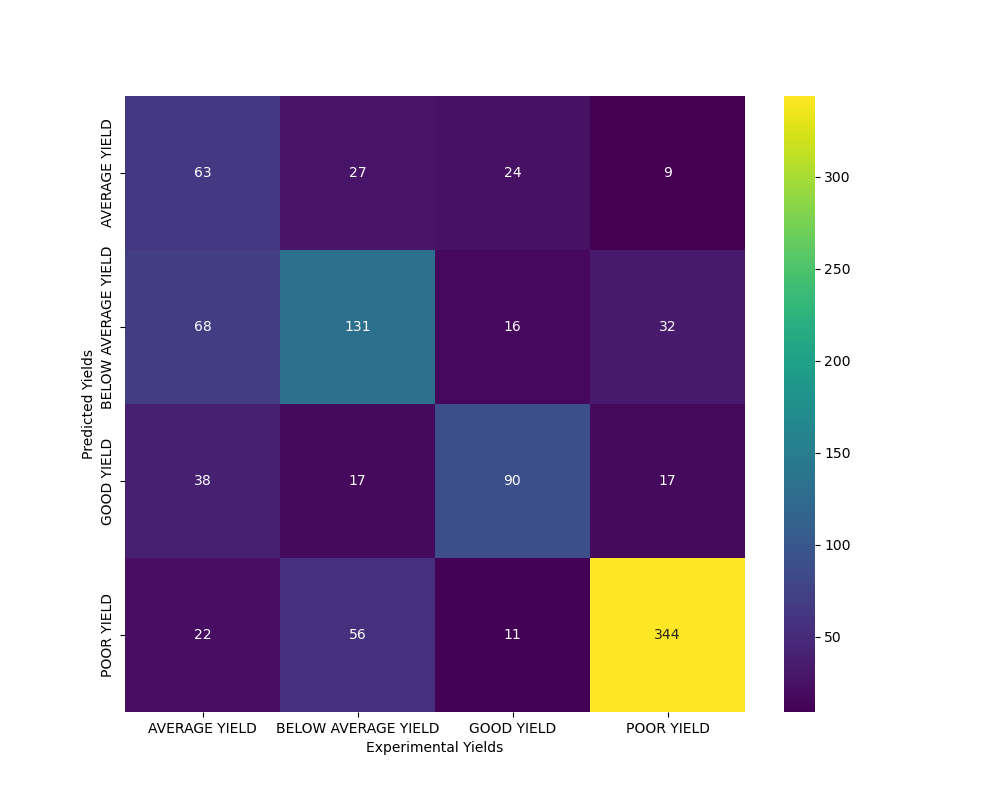 AVERAGE YIELD
63 27 24 9
BELOW AVERAGE YIELD
68 131 16 32
GOOD YIELD
38 17 90 17
POOR YIELD
22 56 11 344
Predicted Yields
AVERAGE YIELD BELOW AVERAGE YIELD GOOD YIELD POOR YIELD
Experimental Yields
300
250
200
150
100
50